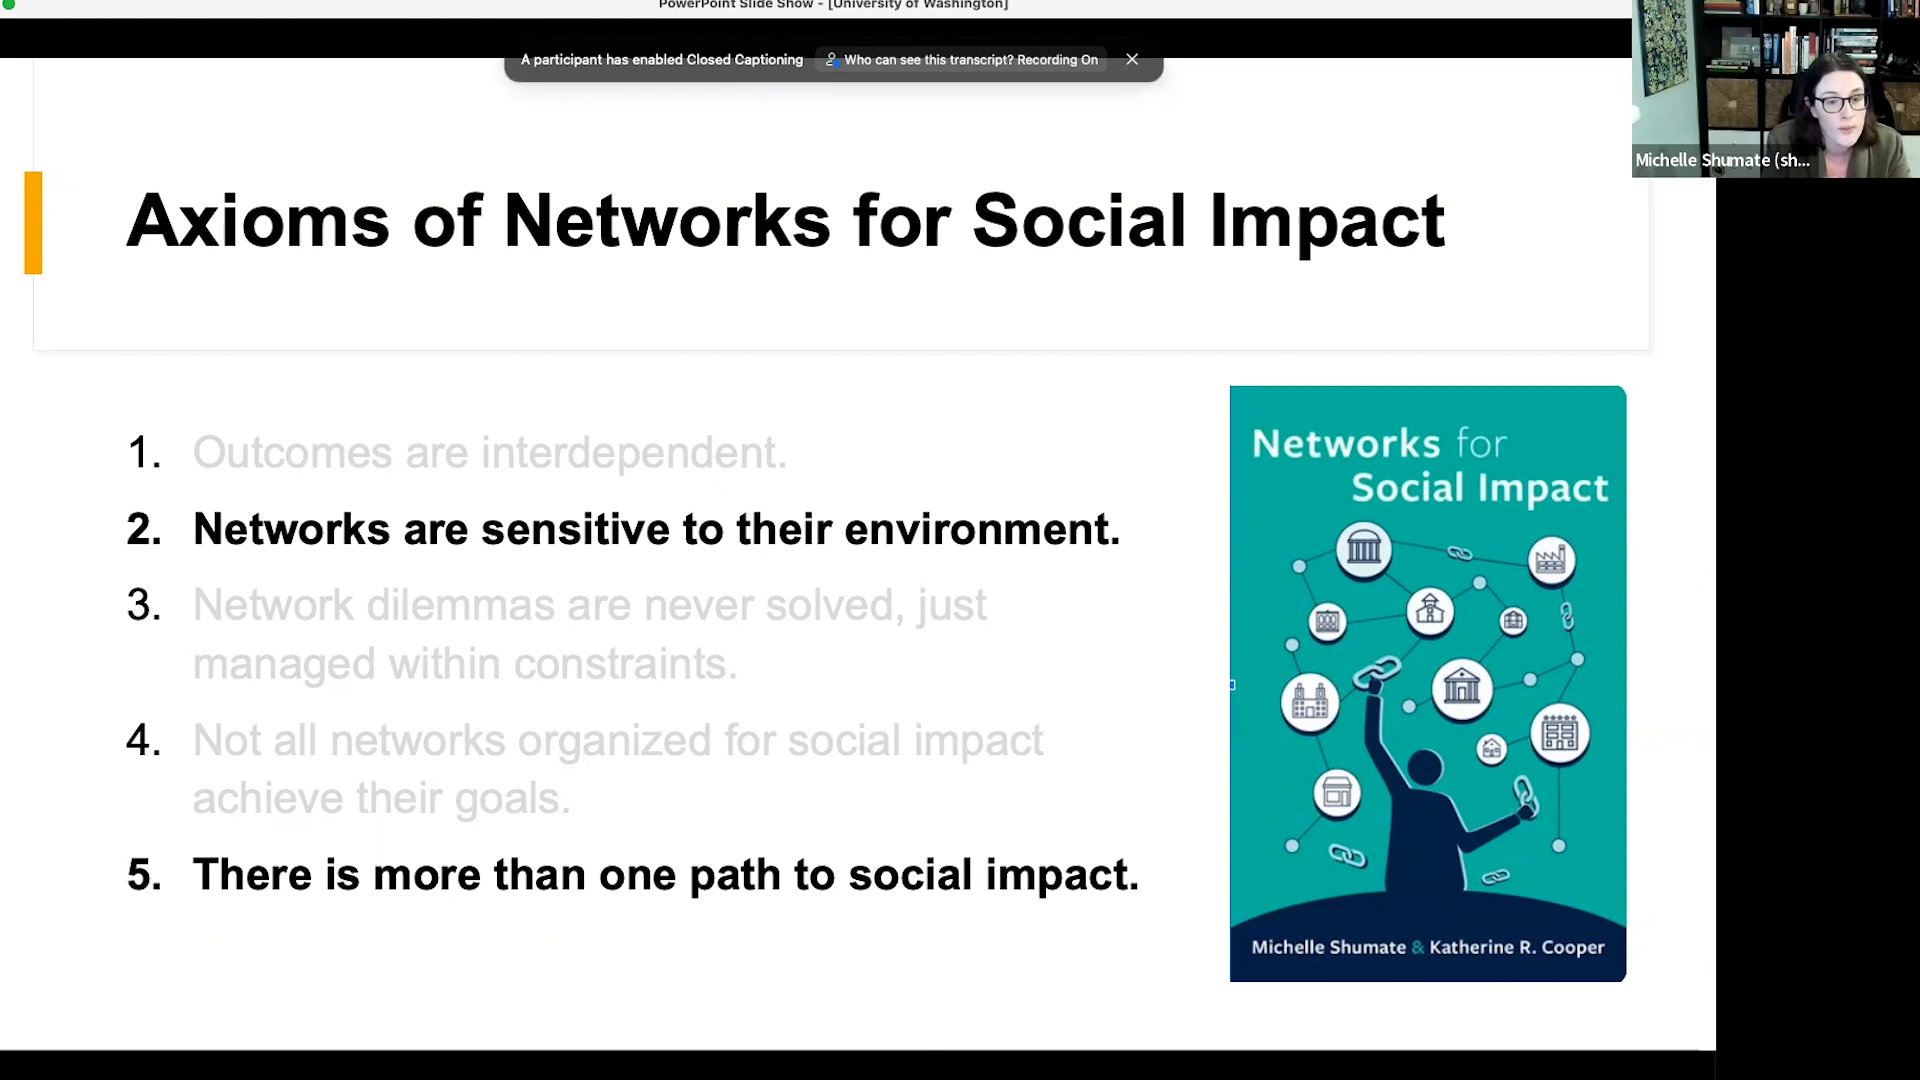 PowerPoint Slide Show - [University of Washington]
A participant has enabled Closed Captioning Who can see this transcript? Recording On
Michelle Shumate (sh...
Axioms of Networks for Social Impact
1. Outcomes are interdependent.
2. Networks are sensitive to their environment.
3. Network dilemmas are never solved, just
managed within constraints.
4. Not all networks organized for social impact
achieve their goals.
5. There is more than one path to social impact.
Networks for
Social Impact
Michelle Shumate & Katherine R. Cooper